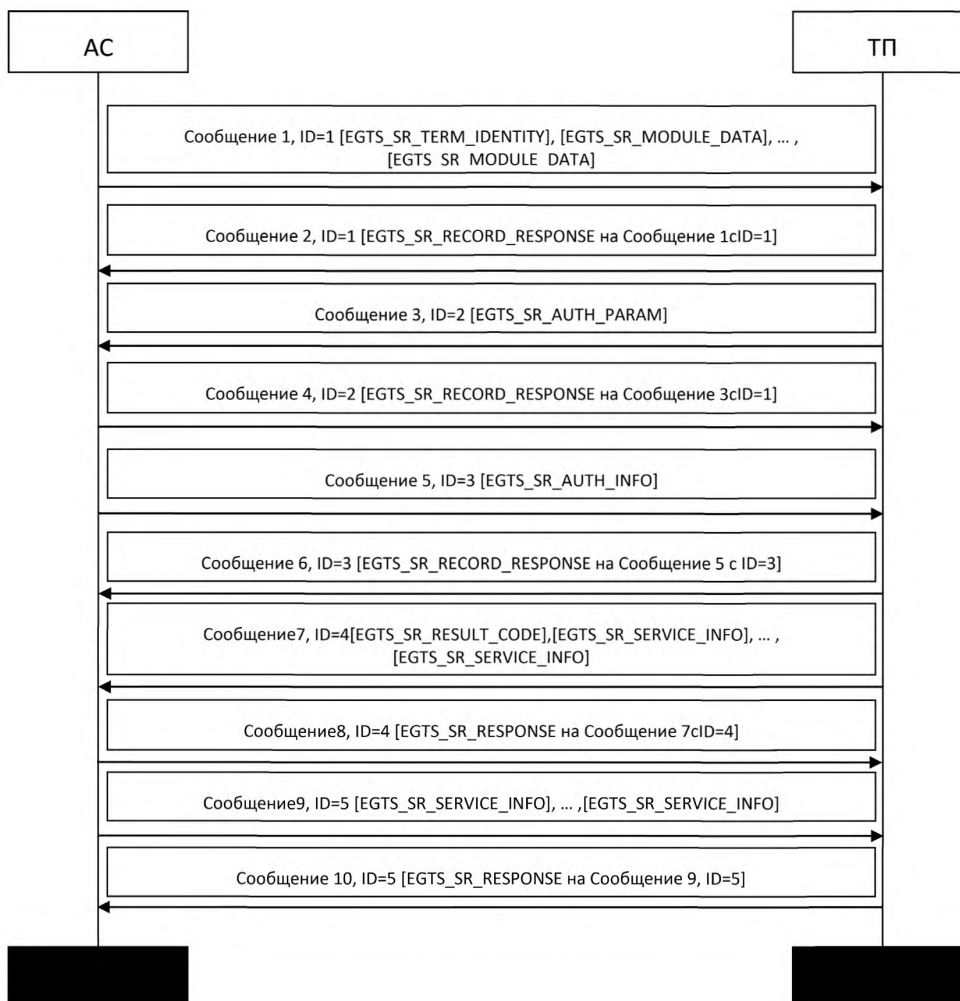 АС
ТП
Сообщение 1, ID=1 [EGTS_SR_TERM_IDENTITY], [EGTS_SR_MODULE_DATA], ... ,
[EGTS SR MODULE DATA]
Сообщение 2, ID=1 [EGTS_SR_RECORD_RESPONSE на Сообщение 1cID=1]
Сообщение 3, ID=2 [EGTS_SR_AUTH_PARAM]
Сообщение 4, ID=2 [EGTS_SR_RECORD_RESPONSE на Сообщение 3cID=1]
Сообщение 5, ID=3 [EGTS_SR_AUTH_INFO]
Сообщение 6, ID=3 [EGTS_SR_RECORD_RESPONSE на Сообщение 5 с ID=3]
Сообщение7, ID=4[EGTS_SR_RESULT_CODE],[EGTS_SR_SERVICE_INFO], ... ,
[EGTS_SR_SERVICE_INFO]
Сообщение8, ID=4 [EGTS_SR_RESPONSE на Сообщение 7cID=4]
Сообщение9, ID=5 [EGTS_SR_SERVICE_INFO], ... ,[EGTS_SR_SERVICE_INFO]
Сообщение 10, ID=5 [EGTS_SR_RESPONSE на Сообщение 9, ID=5]